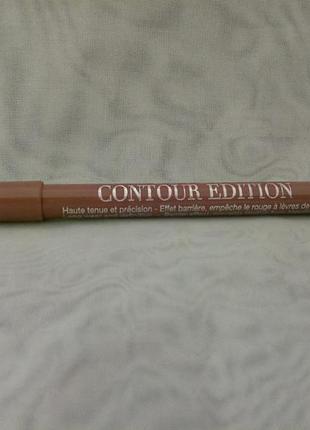 CONTOUR EDITION
Haute tenue et précision - Effet barrière, empêche le rouge à lèvres de